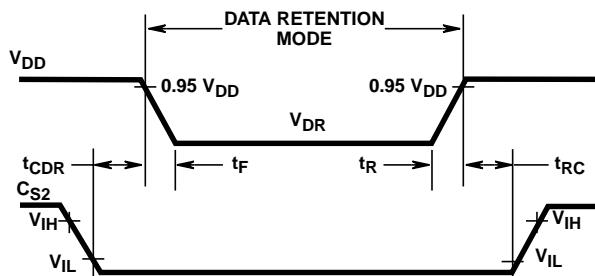 DATA RETENTION
MODE
VDD
0.95 VDD
0.95 VDD
VDR
tCDR
tF
tR
tRC
CS2
VIH
VIH
VIL
VIL